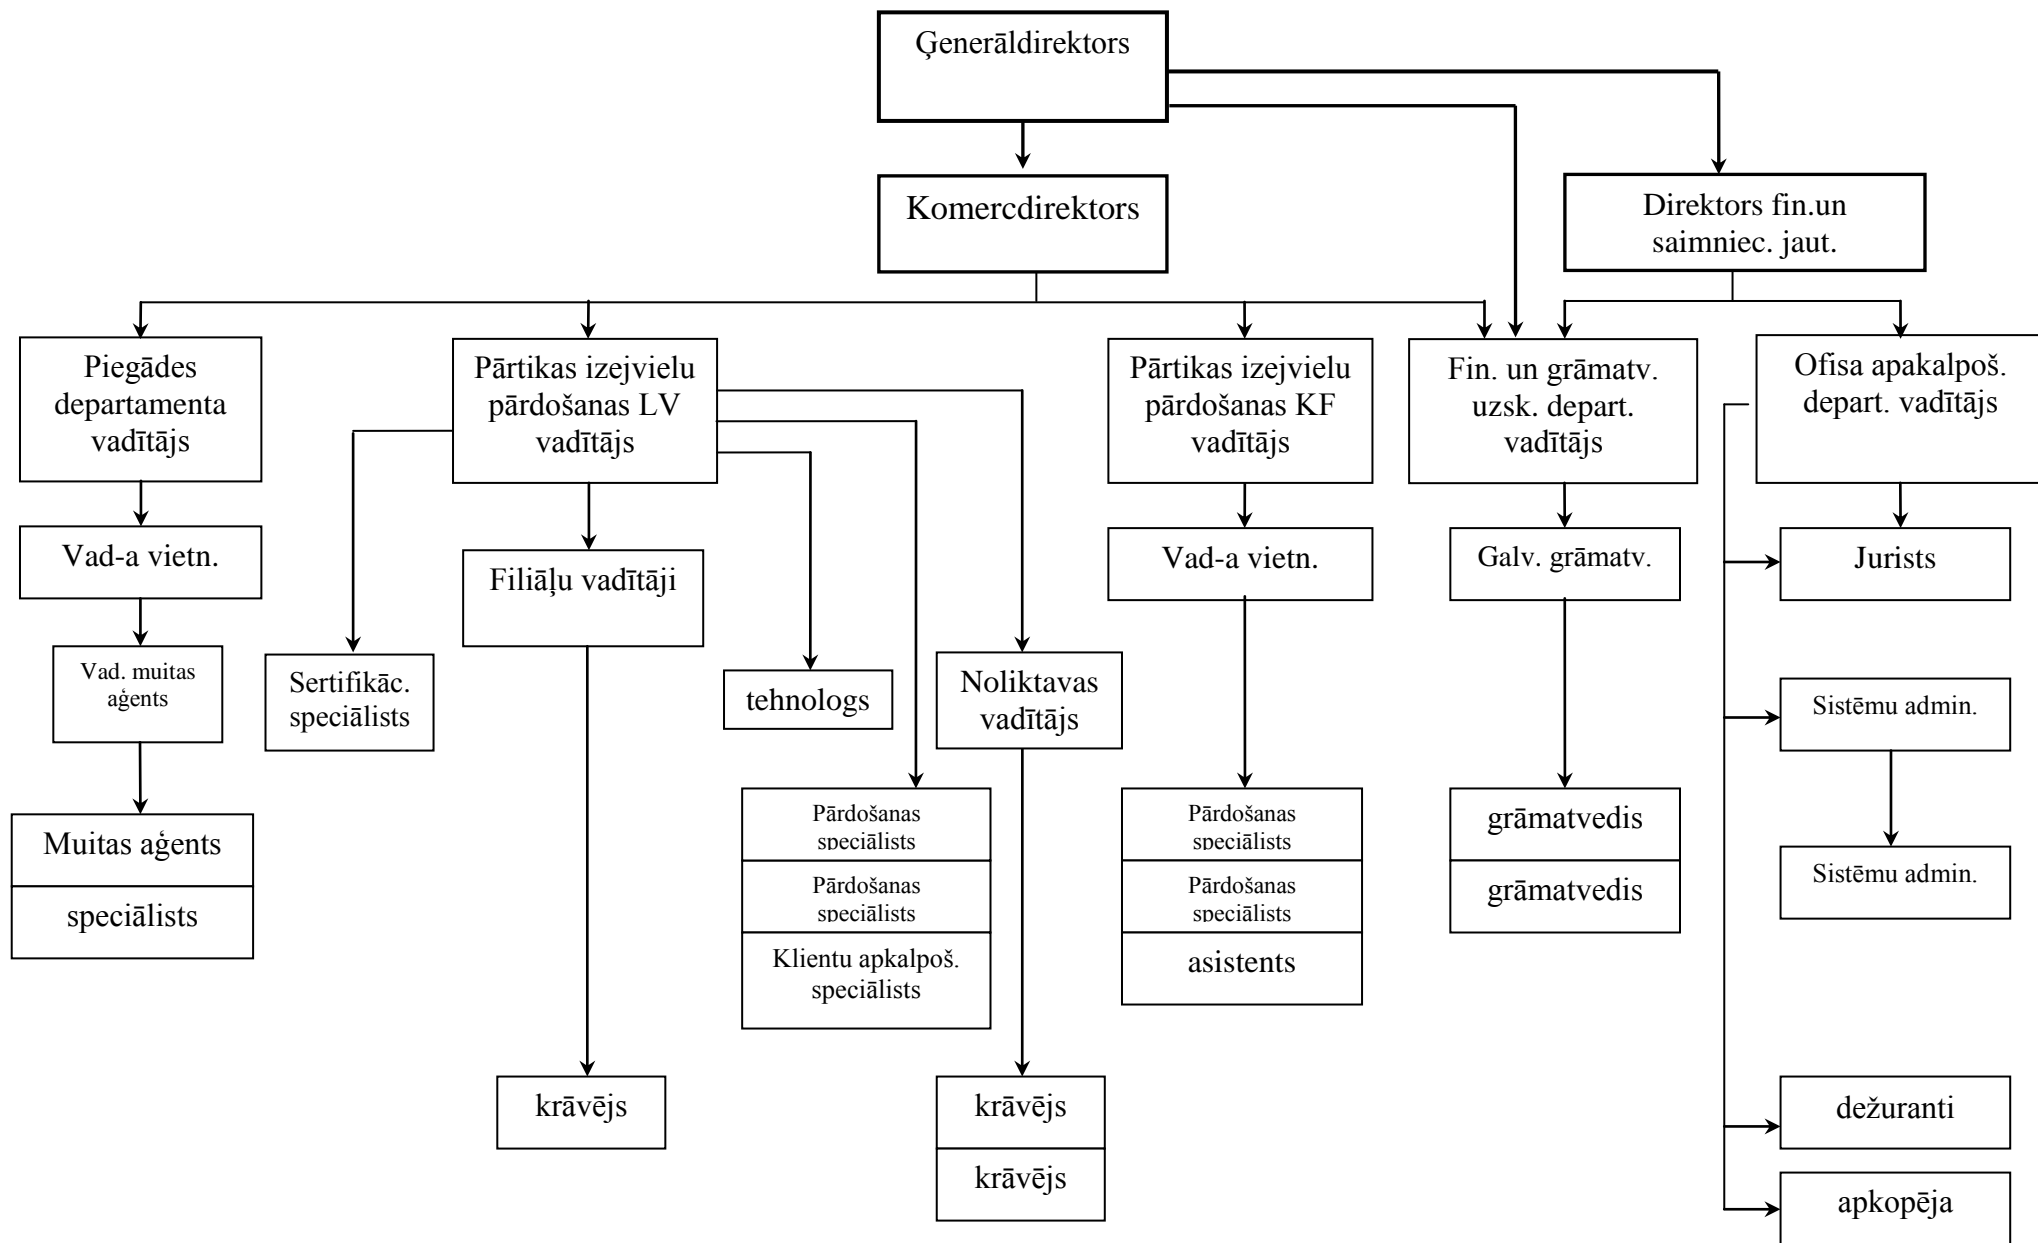 Ģenerāldirektors
Komercdirektors
Direktors fin.un
saimniec. jaut.
Piegādes
departamenta
vadītājs
Pārtikas izejvielu
pārdošanas LV
vadītājs
Pārtikas izejvielu
pārdošanas KF
vadītājs
Fin. un grāmatv.
uzsk. depart.
vadītājs
Ofisa apakalpoš.
depart. vadītājs
Vad-a vietn.
Filiāļu vadītāji
Vad-a vietn.
Galv. grāmatv.
Jurists
Vad. muitas
aģents
Sertifikāc.
speciālists
tehnologs
Noliktavas
vadītājs
Sistēmu admin.
Muitas aģents
speciālists
Pārdošanas
speciālists
Pārdošanas
speciālists
Klientu apkalpoš.
speciālists
Pārdošanas
speciālists
Pārdošanas
speciālists
asistents
grāmatvedis
grāmatvedis
Sistēmu admin.
krāvējs
krāvējs
krāvējs
dežuranti
apkopēja